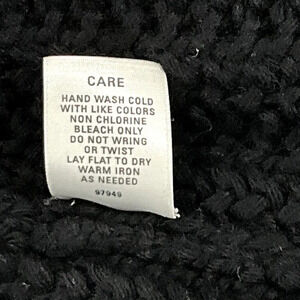 CARE
HAND WASH COLD
WITH LIKE COLORS
NON CHLORINE
BLEACH ONLY
DO NOT WRING
OR TWIST
LAY FLAT TO DRY
WARM IRON
AS NEEDED
97949